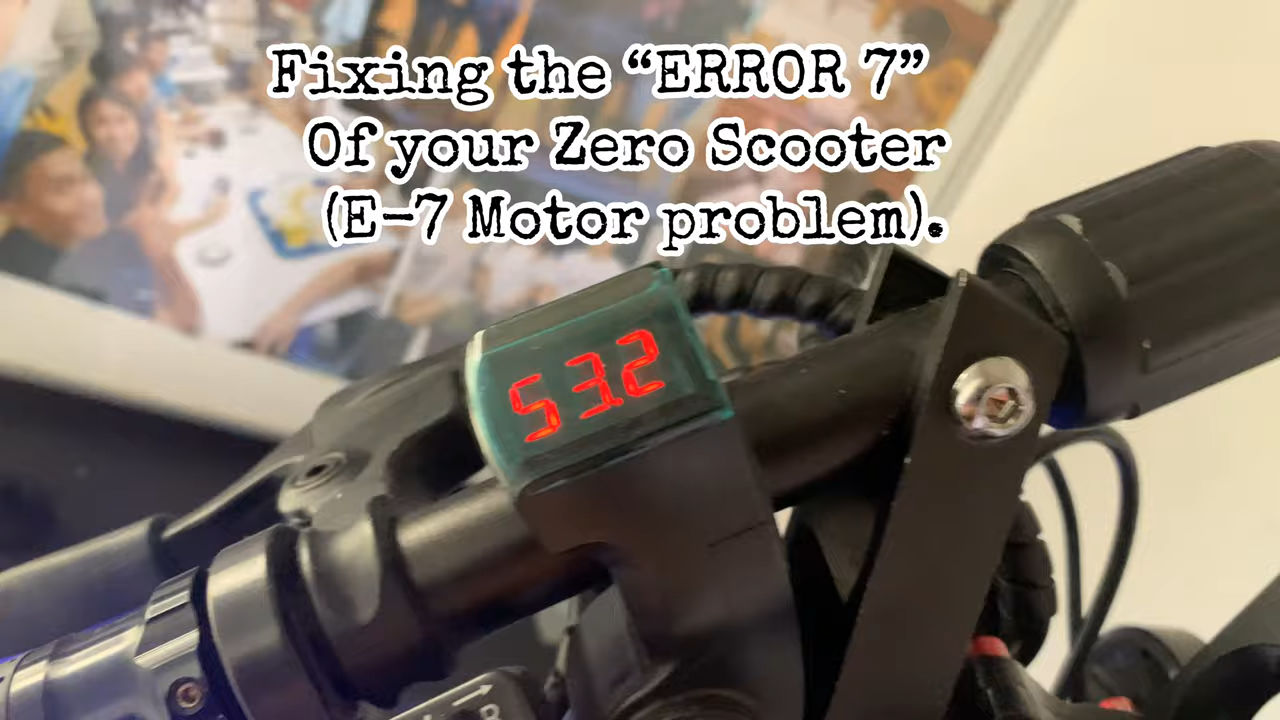 Fixing the “ERROR 7”
Of your Zero Scooter
(E-7 Motor problem).
532
R